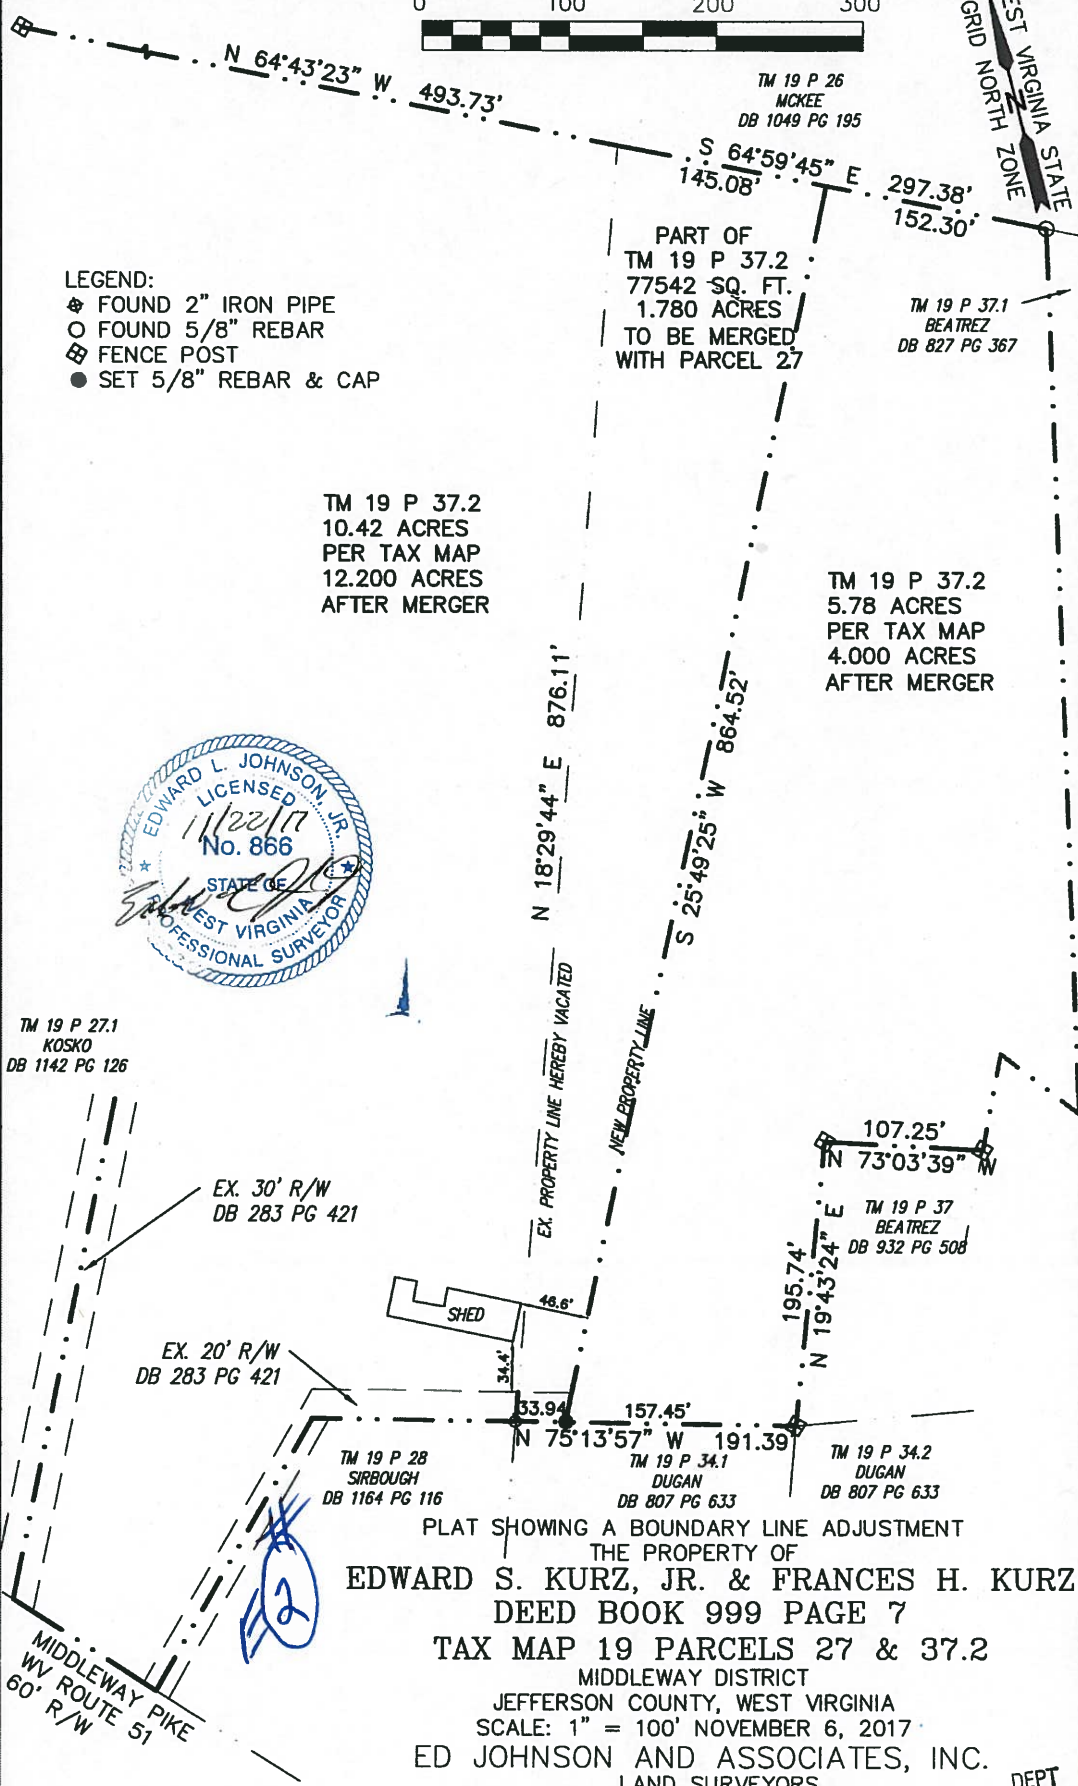 0 100 200 300
WEST VIRGINIA STATE
GRID NORTH ZONE
N
N 64°43'23" W 493.73'
TM 19 P 26
MCKEE
DB 1049 PG 195
S 64°59'45" E 297.38'
145.08' 152.30'
PART OF
TM 19 P 37.2
77542 SQ. FT.
1.780 ACRES
TO BE MERGED
WITH PARCEL 27
LEGEND:
FOUND 2" IRON PIPE
FOUND 5/8" REBAR
FENCE POST
SET 5/8" REBAR & CAP
TM 19 P 37.1
BEATREZ
DB 827 PG 367
TM 19 P 37.2
10.42 ACRES
PER TAX MAP
12.200 ACRES
AFTER MERGER
TM 19 P 37.2
5.78 ACRES
PER TAX MAP
4.000 ACRES
AFTER MERGER
N 18°29'44" E 876.11'
S 25°49'25" W 864.52'
EDWARD L. JOHNSON, JR.
LICENSED
11/22/17
No. 866
STATE OF
WEST VIRGINIA
PROFESSIONAL SURVEYOR
EX. PROPERTY LINE HEREBY VACATED
NEW PROPERTY LINE
TM 19 P 27.1
KOSKO
DB 1142 PG 126
107.25'
N 73°03'39" W
EX. 30' R/W
DB 283 PG 421
TM 19 P 37
BEATREZ
DB 932 PG 508
195.74'
N 19°43'24" E
46.6'
SHED
34.4'
EX. 20' R/W
DB 283 PG 421
33.94' 157.45'
N 75°13'57" W 191.39'
TM 19 P 28
SIRBOUGH
DB 1164 PG 116
TM 19 P 34.1
DUGAN
DB 807 PG 633
TM 19 P 34.2
DUGAN
DB 807 PG 633
2
MIDDLEWAY PIKE
WV ROUTE 51
60' R/W
PLAT SHOWING A BOUNDARY LINE ADJUSTMENT
THE PROPERTY OF
EDWARD S. KURZ, JR. & FRANCES H. KURZ
DEED BOOK 999 PAGE 7
TAX MAP 19 PARCELS 27 & 37.2
MIDDLEWAY DISTRICT
JEFFERSON COUNTY, WEST VIRGINIA
SCALE: 1" = 100' NOVEMBER 6, 2017
ED JOHNSON AND ASSOCIATES, INC.
LAND SURVEYORS
DEPT